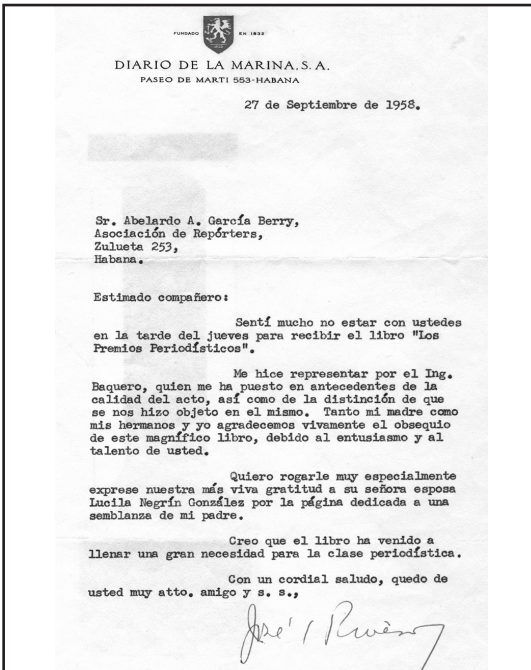 FUNDADO EN 1832
DIARIO DE LA MARINA, S. A.
PASEO DE MARTI 553-HABANA
27 de Septiembre de 1958.
Sr. Abelardo A. García Berry,
Asociación de Repórters,
Zulueta 253,
Habana.
Estimado compañero:
Sentí mucho no estar con ustedes
en la tarde del jueves para recibir el libro "Los
Premios Periodísticos".
Me hice representar por el Ing.
Baquero, quien me ha puesto en antecedentes de la
calidad del acto, así como de la distinción de que
se nos hizo objeto en el mismo. Tanto mi madre como
mis hermanos y yo agradecemos vivamente el obsequio
de este magnífico libro, debido al entusiasmo y al
talento de usted.
Quiero rogarle muy especialmente
exprese nuestra más viva gratitud a su señora esposa
Lucila Negrín González por la página dedicada a una
semblanza de mi padre.
Creo que el libro ha venido a
llenar una gran necesidad para la clase periodística.
Con un cordial saludo, quedo de
usted muy atto. amigo y s. s.,
José I Rivero